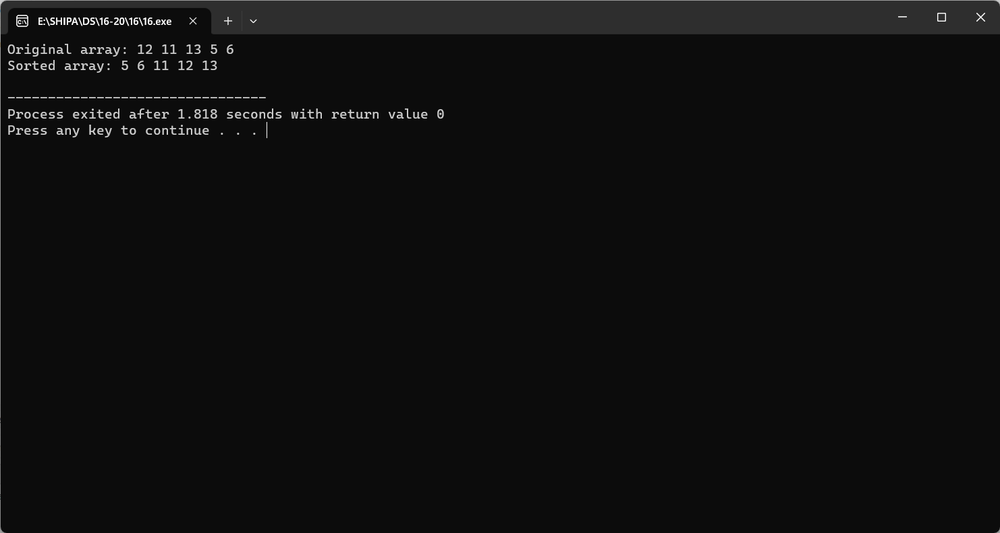 E:\SHIPA\DS\16-20\16\16.exe
Original array: 12 11 13 5 6
Sorted array: 5 6 11 12 13
--------------------------------
Process exited after 1.818 seconds with return value 0
Press any key to continue . . .